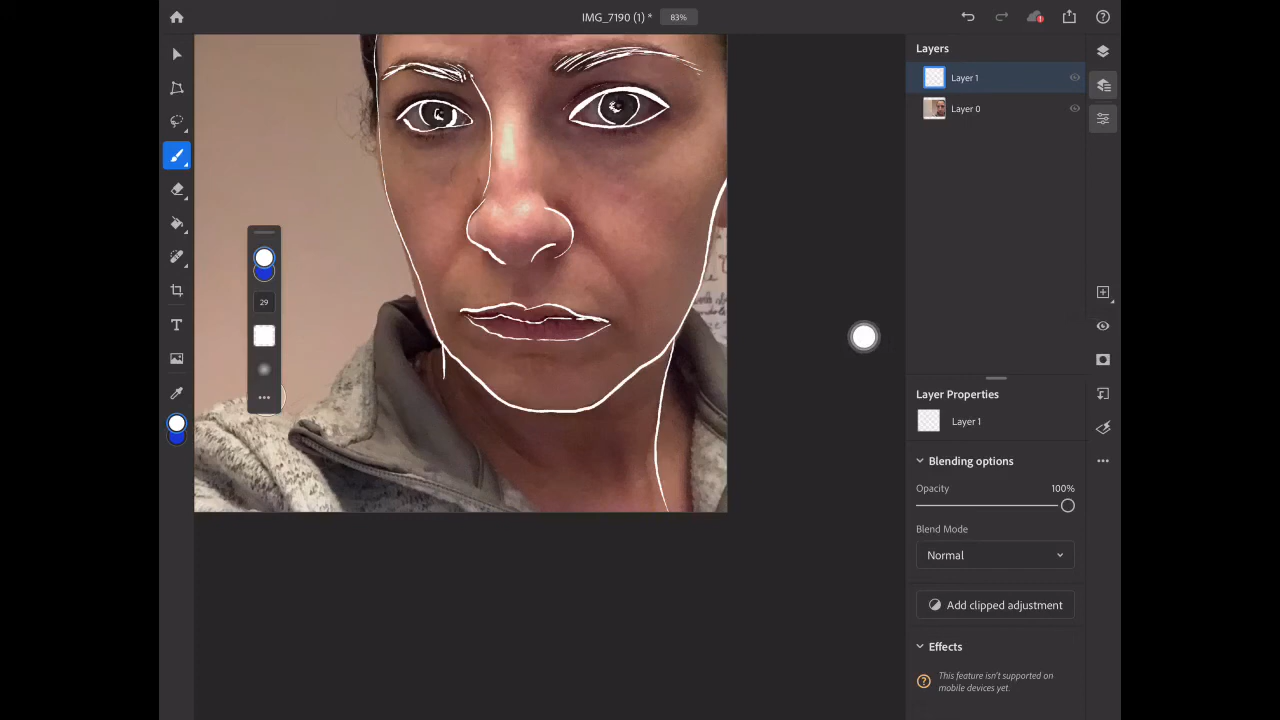 IMG_7190 (1) *
83%
Layers
Layer 1
Layer 0
29
Layer Properties
Layer 1
Blending options
Opacity
100%
Blend Mode
Normal
Add clipped adjustment
Effects
This feature isn't supported on
mobile devices yet.